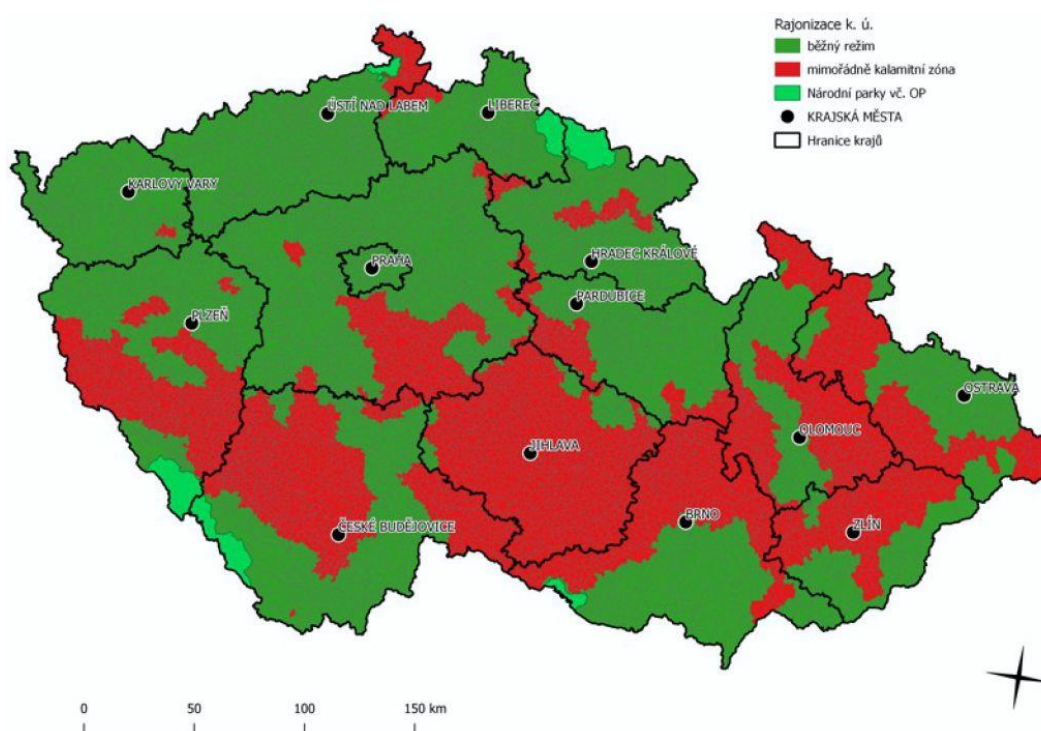 Rajonizace k. ú.
běžný režim
mimořádně kalamitní zóna
Národní parky vč. OP
KRAJSKÁ MĚSTA
Hranice krajů
ÚSTÍ NAD LABEM
LIBEREC
KARLOVY VARY
PRAHA
HRADEC KRÁLOVÉ
PARDUBICE
PLZEŇ
OSTRAVA
OLOMOUC
JIHLAVA
BRNO
ZLÍN
ČESKÉ BUDĚJOVICE
0 50 100 150 km